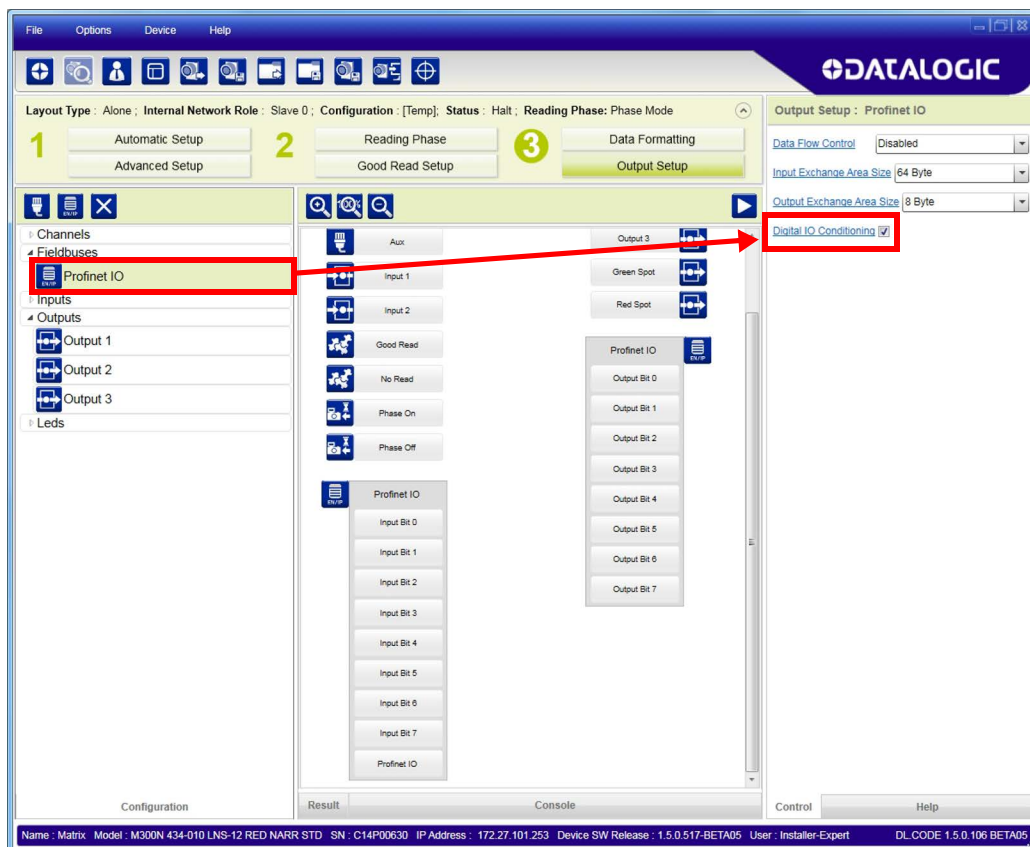 File Options Device Help
DATALOGIC
Layout Type : Alone ; Internal Network Role : Slave 0 ; Configuration : [Temp]; Status : Halt ; Reading Phase: Phase Mode
1
Automatic Setup
Advanced Setup
2
Reading Phase
Good Read Setup
3
Data Formatting
Output Setup
EN/IP
Channels
Fieldbuses
EN/IP
Profinet IO
Inputs
Outputs
Output 1
Output 2
Output 3
Leds
Configuration
100%
Aux
Input 1
Input 2
Good Read
No Read
Phase On
Phase Off
EN/IP
Profinet IO
Input Bit 0
Input Bit 1
Input Bit 2
Input Bit 3
Input Bit 4
Input Bit 5
Input Bit 6
Input Bit 7
Profinet IO
Output 3
Green Spot
Red Spot
Profinet IO
EN/IP
Output Bit 0
Output Bit 1
Output Bit 2
Output Bit 3
Output Bit 4
Output Bit 5
Output Bit 6
Output Bit 7
Result Console
Output Setup : Profinet IO
Data Flow Control Disabled
Input Exchange Area Size 64 Byte
Output Exchange Area Size 8 Byte
Digital IO Conditioning
Control Help
Name : Matrix Model : M300N 434-010 LNS-12 RED NARR STD SN : C14P00630 IP Address : 172.27.101.253 Device SW Release : 1.5.0.517-BETA05 User : Installer-Expert DL.CODE 1.5.0.106 BETA05